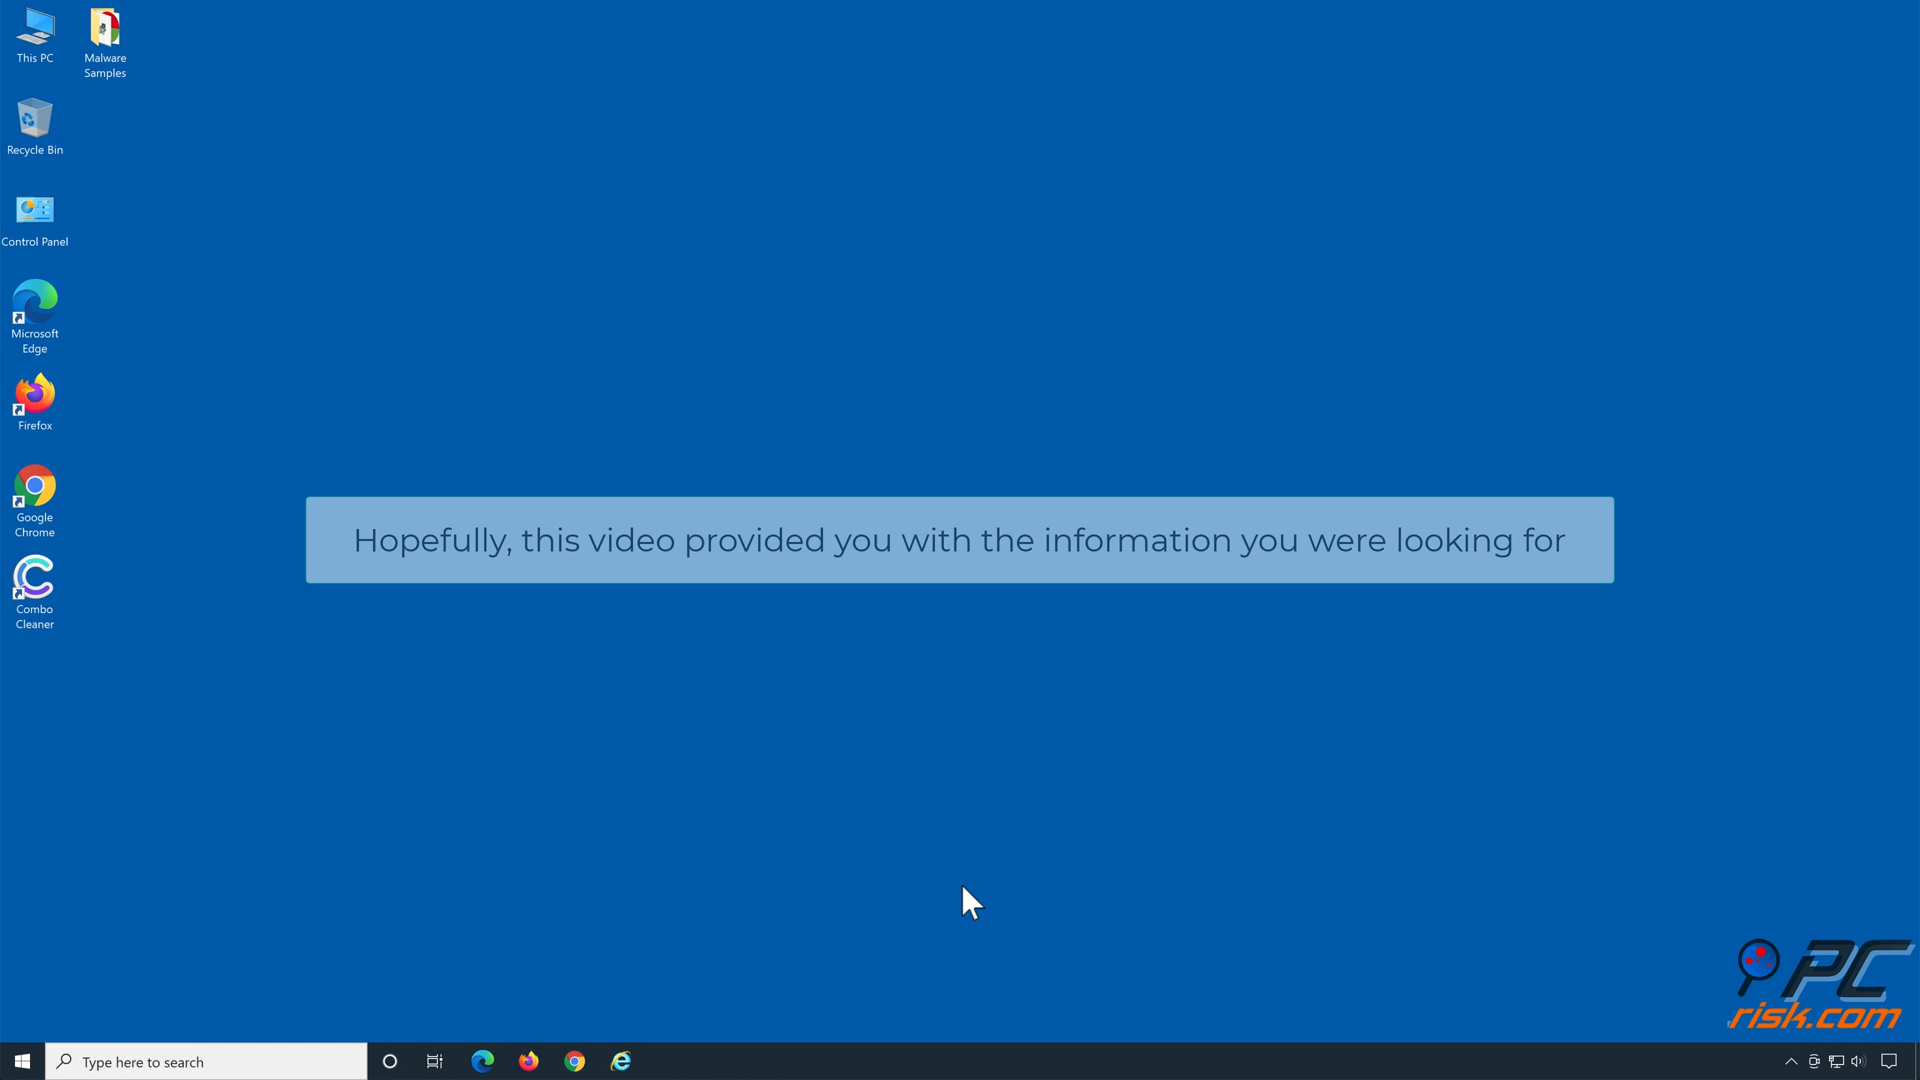 This PC
Malware
Samples
Recycle Bin
Control Panel
Microsoft
Edge
Firefox
Google
Chrome
Combo
Cleaner
Hopefully, this video provided you with the information you were looking for
PC
risk.com
Type here to search